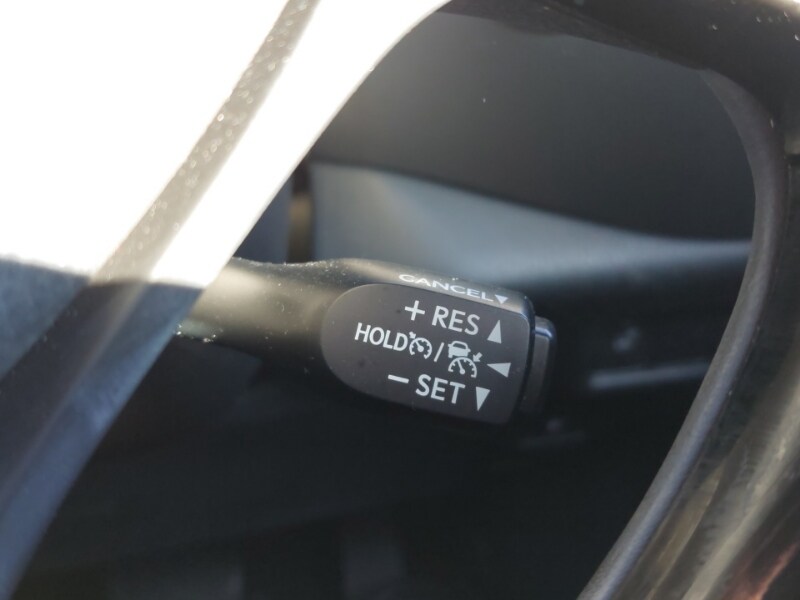 CANCEL▼
+ RES ▲
HOLD / ◀
− SET ▼